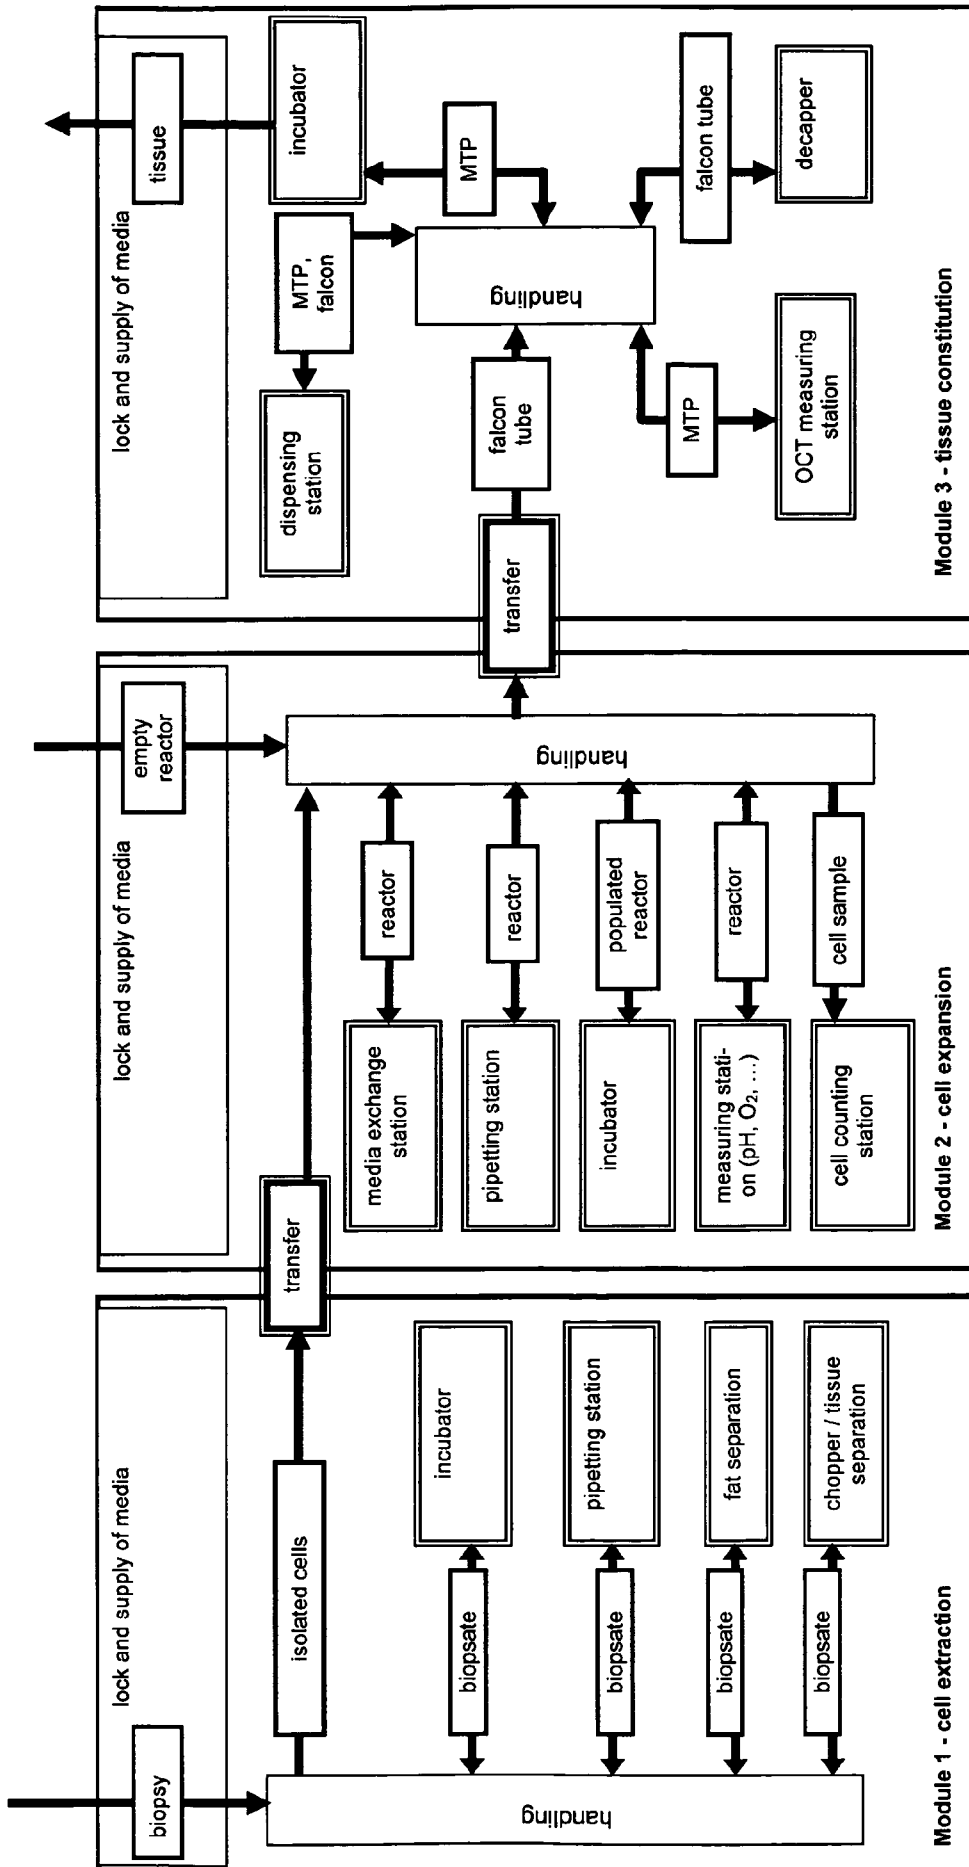 lock and supply of media
biopsy
isolated cells
handling
biopsate
incubator
biopsate
pipetting station
biopsate
fat separation
biopsate
chopper / tissue
separation
Module 1 - cell extraction
transfer
lock and supply of media
empty
reactor
handling
reactor
media exchange
station
reactor
pipetting station
populated
reactor
incubator
reactor
measuring stati-
on (pH, O₂, ...)
cell sample
cell counting
station
Module 2 - cell expansion
transfer
lock and supply of media
tissue
dispensing
station
MTP,
falcon
incubator
MTP
falcon
tube
handling
MTP
OCT measuring
station
falcon tube
decapper
Module 3 - tissue constitution